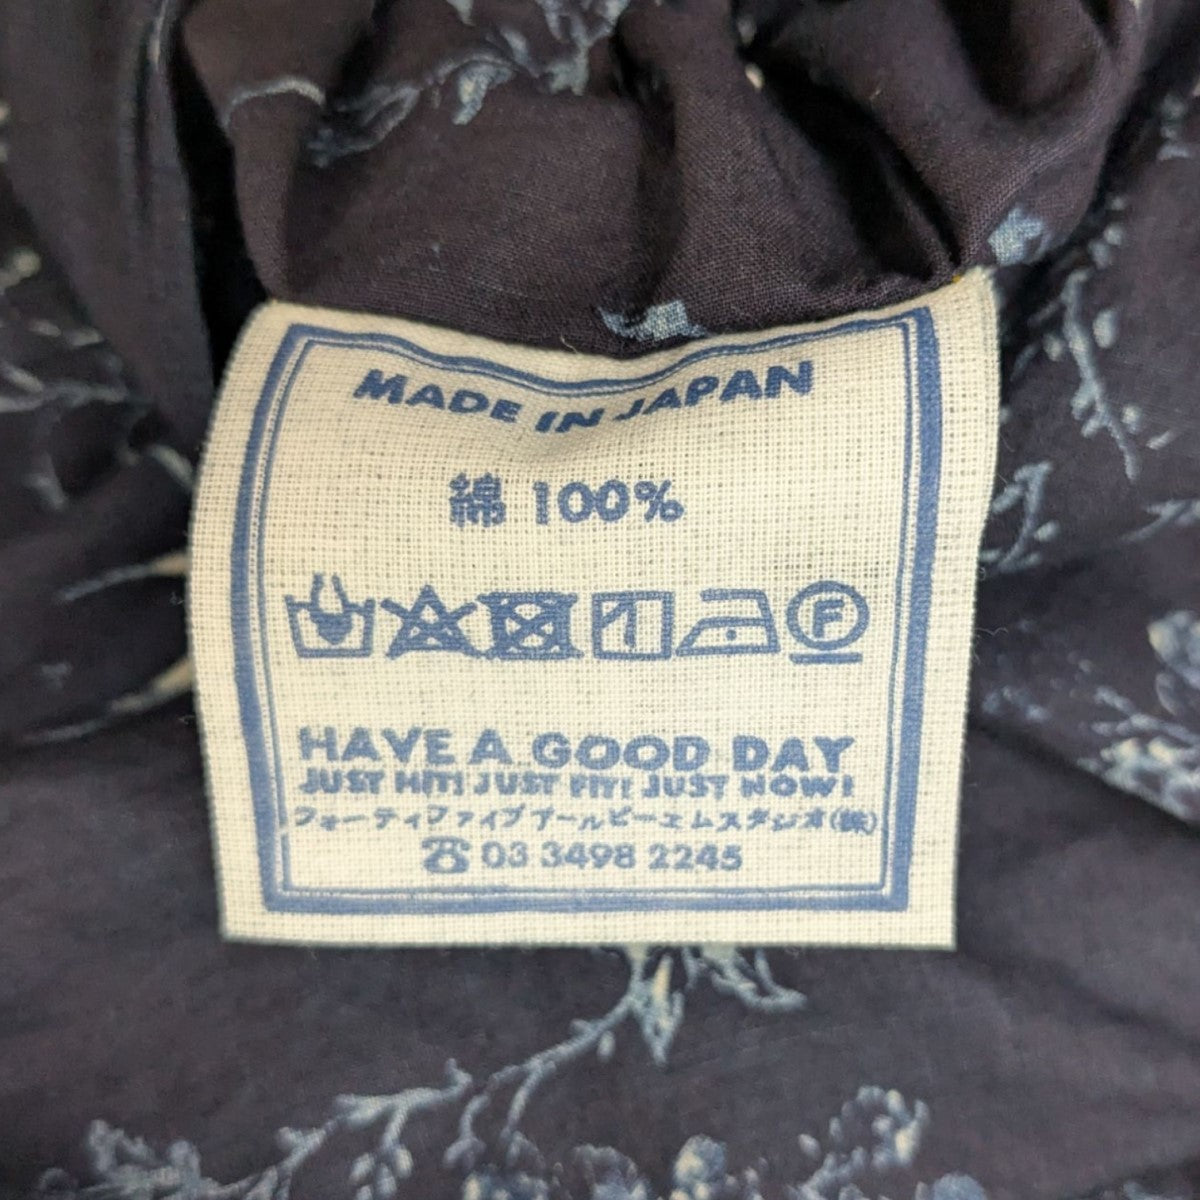 MADE IN JAPAN
綿 100%
F
HAVE A GOOD DAY
JUST HIT! JUST FIT! JUST NOW!
フォーティファイブアールピーエムスタジオ(株)
☎ 03 3498 2245